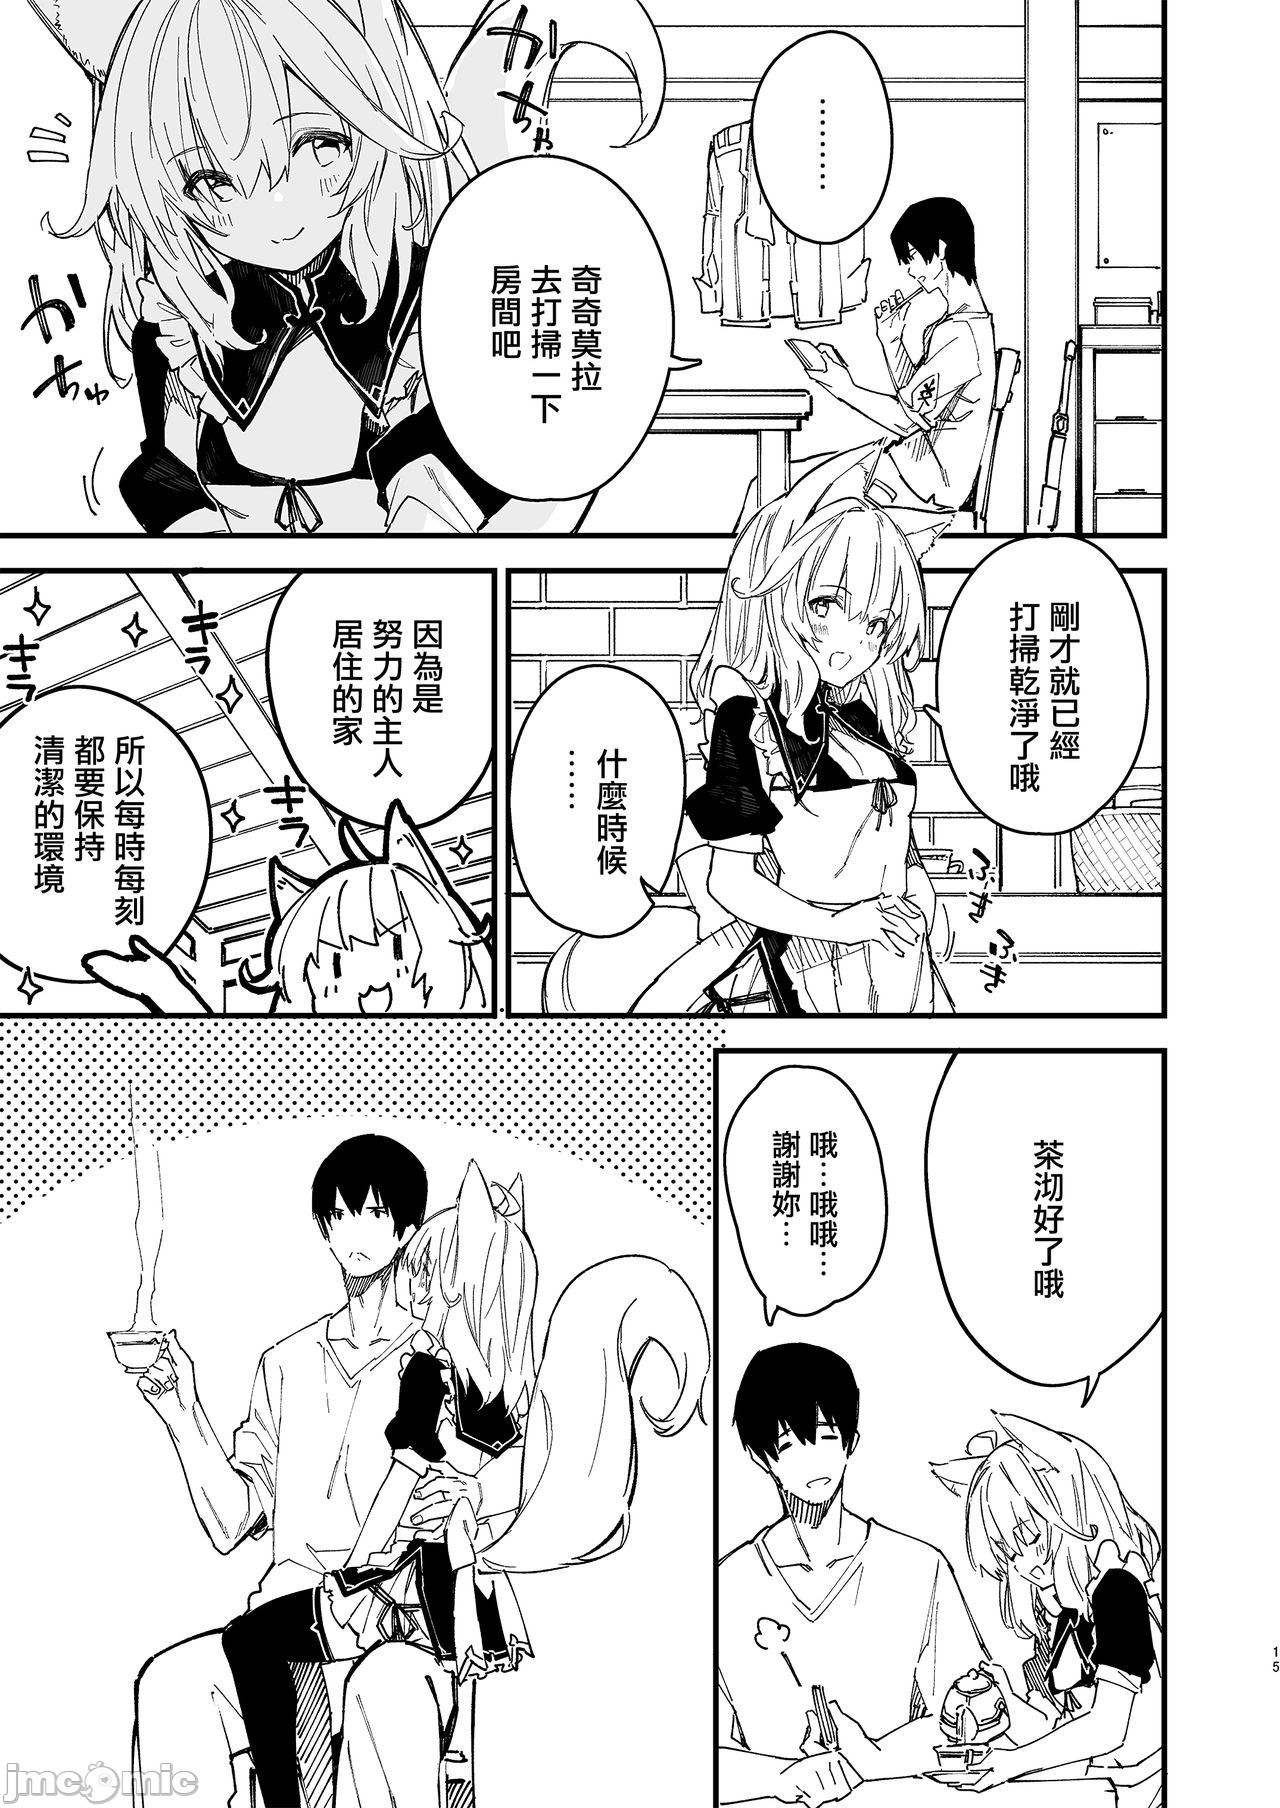 ………
奇奇莫拉
去打掃一下
房間吧
かちゃ
かちゅ
剛才就已經
打掃乾淨了哦
什麼時候
……
ふき
ふき
因為是
努力的主人
居住的家
所以每時每刻
都要保持
清潔的環境
キラ
キラ
キラ
茶沏好了哦
哦…哦哦…
謝謝妳…
15
jmcomic